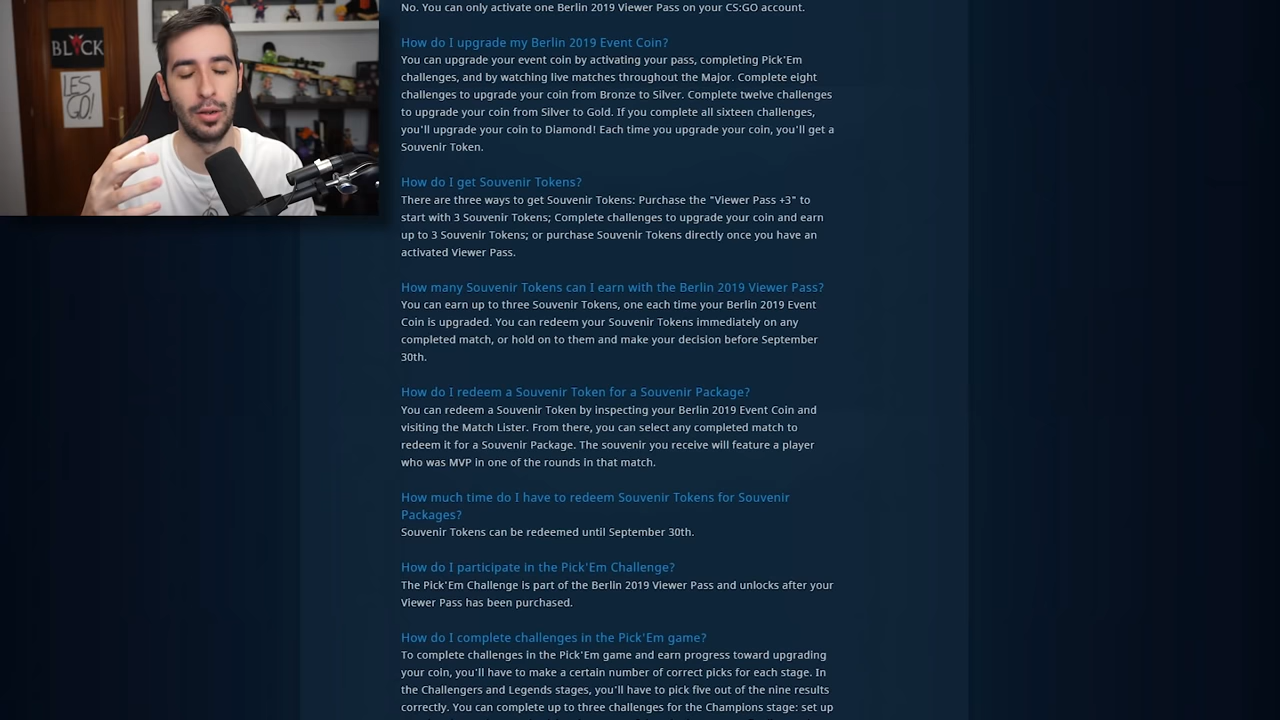 BL CK
LES
GO!
No. You can only activate one Berlin 2019 Viewer Pass on your CS:GO account.
How do I upgrade my Berlin 2019 Event Coin?
You can upgrade your event coin by activating your pass, completing Pick'Em
challenges, and by watching live matches throughout the Major. Complete eight
challenges to upgrade your coin from Bronze to Silver. Complete twelve challenges
to upgrade your coin from Silver to Gold. If you complete all sixteen challenges,
you'll upgrade your coin to Diamond! Each time you upgrade your coin, you'll get a
Souvenir Token.
How do I get Souvenir Tokens?
There are three ways to get Souvenir Tokens: Purchase the "Viewer Pass +3" to
start with 3 Souvenir Tokens; Complete challenges to upgrade your coin and earn
up to 3 Souvenir Tokens; or purchase Souvenir Tokens directly once you have an
activated Viewer Pass.
How many Souvenir Tokens can I earn with the Berlin 2019 Viewer Pass?
You can earn up to three Souvenir Tokens, one each time your Berlin 2019 Event
Coin is upgraded. You can redeem your Souvenir Tokens immediately on any
completed match, or hold on to them and make your decision before September
30th.
How do I redeem a Souvenir Token for a Souvenir Package?
You can redeem a Souvenir Token by inspecting your Berlin 2019 Event Coin and
visiting the Match Lister. From there, you can select any completed match to
redeem it for a Souvenir Package. The souvenir you receive will feature a player
who was MVP in one of the rounds in that match.
How much time do I have to redeem Souvenir Tokens for Souvenir
Packages?
Souvenir Tokens can be redeemed until September 30th.
How do I participate in the Pick'Em Challenge?
The Pick'Em Challenge is part of the Berlin 2019 Viewer Pass and unlocks after your
Viewer Pass has been purchased.
How do I complete challenges in the Pick'Em game?
To complete challenges in the Pick'Em game and earn progress toward upgrading
your coin, you'll have to make a certain number of correct picks for each stage. In
the Challengers and Legends stages, you'll have to pick five out of the nine results
correctly. You can complete up to three challenges for the Champions stage: set up